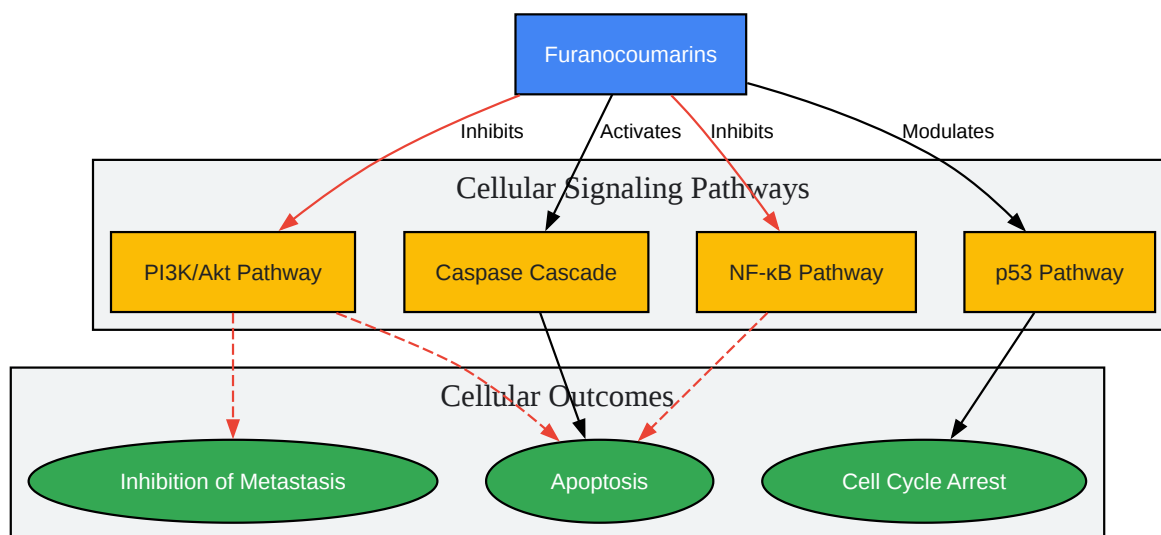 Furanocoumarins
Inhibits
Activates
Inhibits
Modulates
Cellular Signaling Pathways
PI3K/Akt Pathway
Caspase Cascade
NF-κB Pathway
p53 Pathway
Cellular Outcomes
Inhibition of Metastasis
Apoptosis
Cell Cycle Arrest